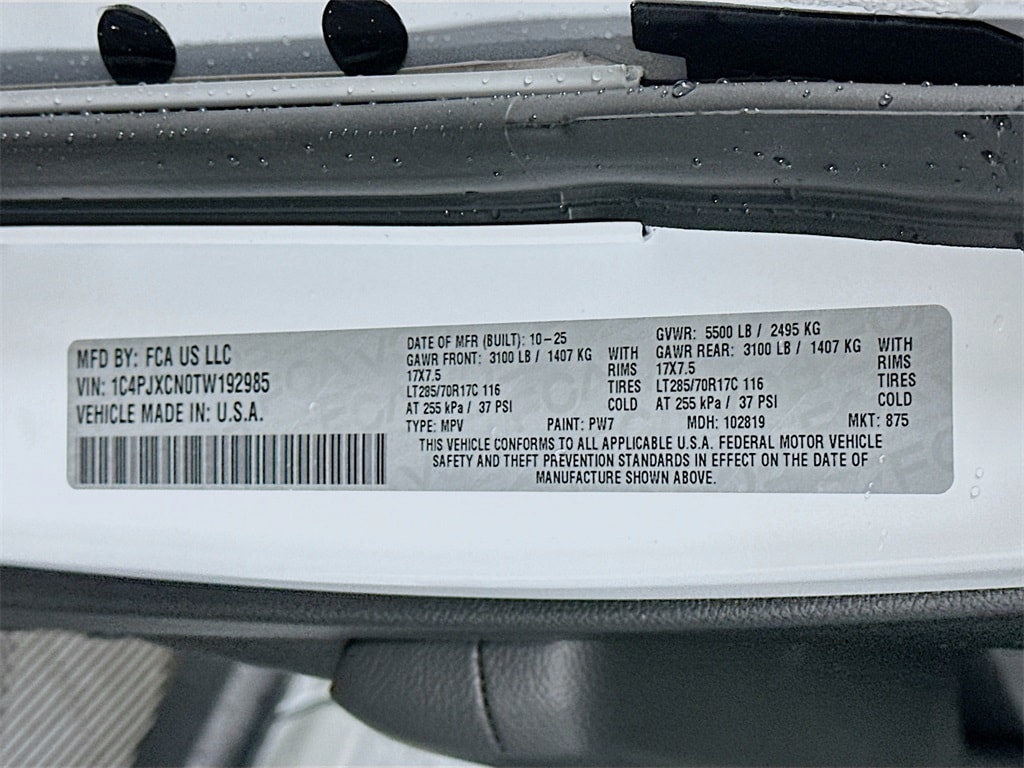 MFD BY: FCA US LLC
VIN: 1C4PJXCN0TW192985
VEHICLE MADE IN: U.S.A.
DATE OF MFR (BUILT): 10-25
GAWR FRONT: 3100 LB / 1407 KG WITH
17X7.5 RIMS
LT285/70R17C 116 TIRES
AT 255 kPa / 37 PSI COLD
GVWR: 5500 LB / 2495 KG
GAWR REAR: 3100 LB / 1407 KG WITH
17X7.5 RIMS
LT285/70R17C 116 TIRES
AT 255 kPa / 37 PSI COLD
TYPE: MPV PAINT: PW7 MDH: 102819 MKT: 875
THIS VEHICLE CONFORMS TO ALL APPLICABLE U.S.A. FEDERAL MOTOR VEHICLE
SAFETY AND THEFT PREVENTION STANDARDS IN EFFECT ON THE DATE OF
MANUFACTURE SHOWN ABOVE.